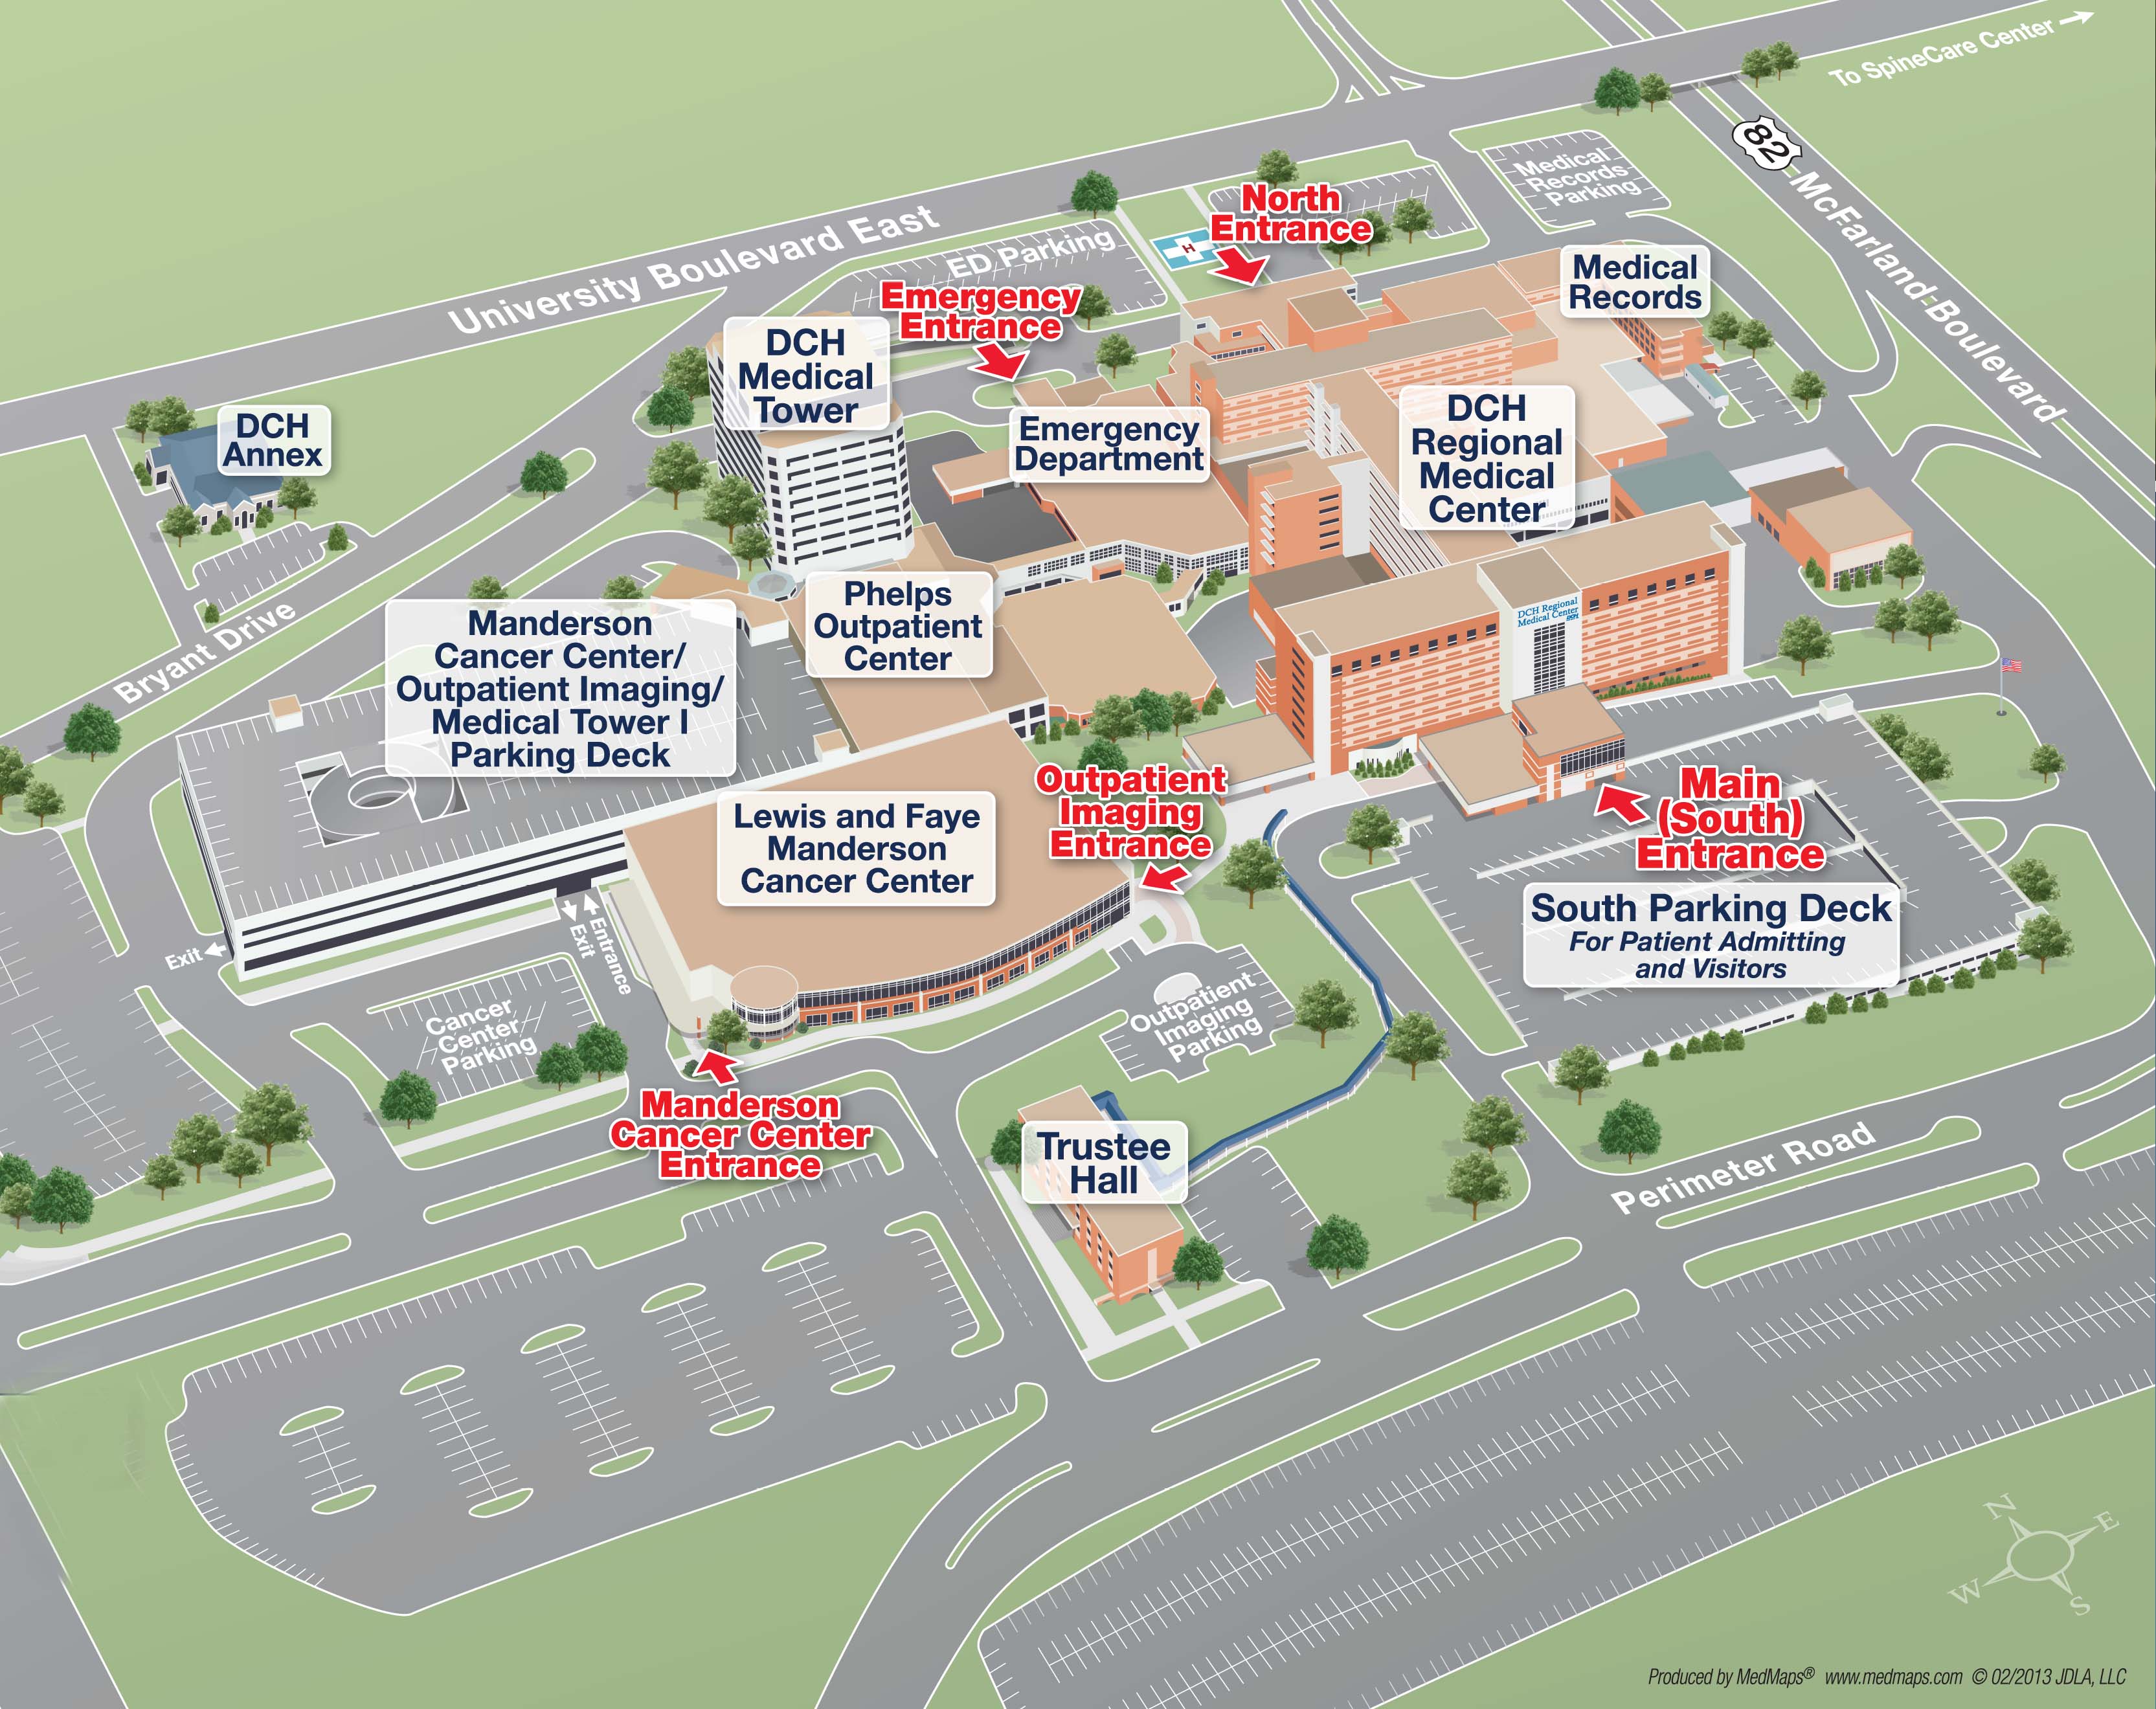 To SpineCare Center
82
McFarland Boulevard
Medical
Records
Parking
North
Entrance
H
University Boulevard East
ED Parking
Emergency
Entrance
Medical
Records
DCH
Medical
Tower
DCH
Annex
Emergency
Department
DCH
Regional
Medical
Center
Phelps
Outpatient
Center
DCH Regional
Medical Center
Bryant Drive
Manderson
Cancer Center/
Outpatient Imaging/
Medical Tower I
Parking Deck
Outpatient
Imaging
Entrance
Main
(South)
Entrance
Lewis and Faye
Manderson
Cancer Center
South Parking Deck
For Patient Admitting
and Visitors
Exit
Exit
Entrance
Cancer
Center
Parking
Outpatient
Imaging
Parking
Manderson
Cancer Center
Entrance
Trustee
Hall
Perimeter Road
N
E
W
S
Produced by MedMaps® www.medmaps.com © 02/2013 JDLA, LLC